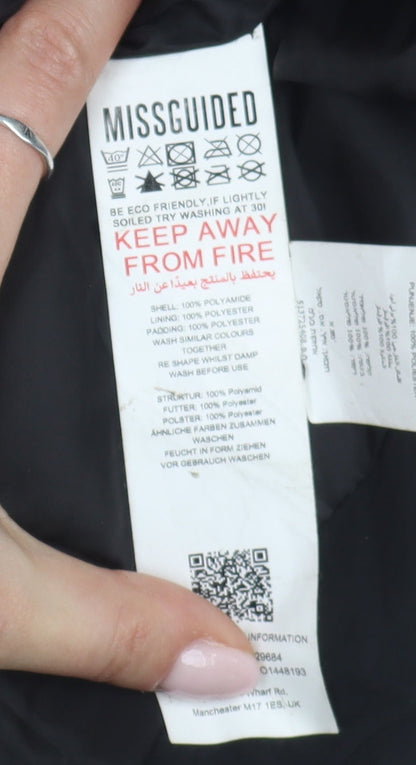 MISSGUIDED
40°
BE ECO FRIENDLY,IF LIGHTLY
SOILED TRY WASHING AT 30!
KEEP AWAY
FROM FIRE
يحتفظ بالمنتج بعيدًا عن النار
SHELL: 100% POLYAMIDE
LINING: 100% POLYESTER
PADDING: 100% POLYESTER
WASH SIMILAR COLOURS
TOGETHER
RE SHAPE WHILST DAMP
WASH BEFORE USE
STRUKTUR: 100% Polyamid
FUTTER: 100% Polyester
POLSTER: 100% Polyester
ÄHNLICHE FARBEN ZUSAMMEN
WASCHEN
FEUCHT IN FORM ZIEHEN
VOR GEBRAUCH WASCHEN
INFORMATION
29684
O1448193
Wharf Rd,
Manchester M17 1ES,-UK